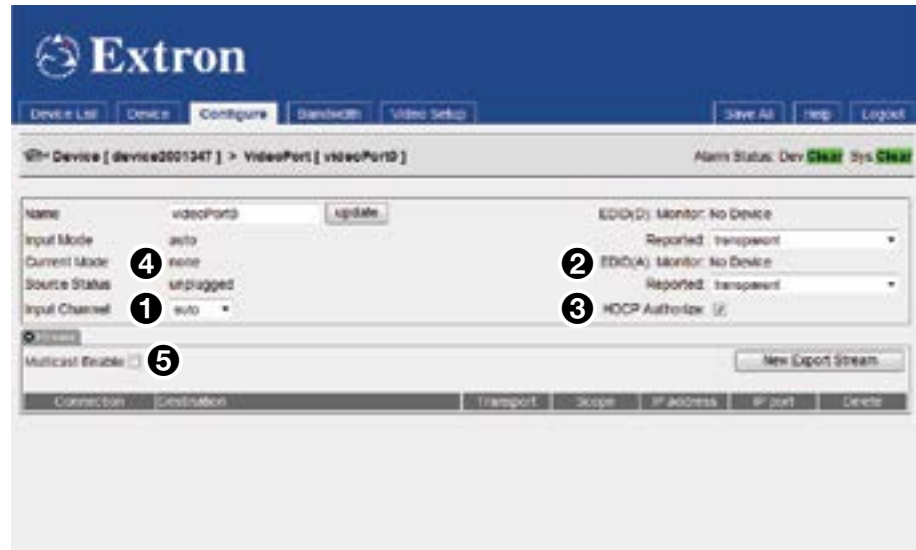 Extron
Device List Device Configure Bandwidth Video Setup Save All Help Logout
Device [ device2001347 ] > VideoPort [ videoPort0 ] Alarm Status: Dev Clear Sys Clear
Name videoPort0 update EDID(D): Monitor: No Device
Input Mode auto Reported: transparent
Current Mode 4 none 2 EDID(A): Monitor: No Device
Source Status unplugged Reported: transparent
Input Channel 1 auto 3 HDCP Authorize:
Multicast Enable 5 New Export Stream
Connection Destination Transport Scope IP address IP port Delete